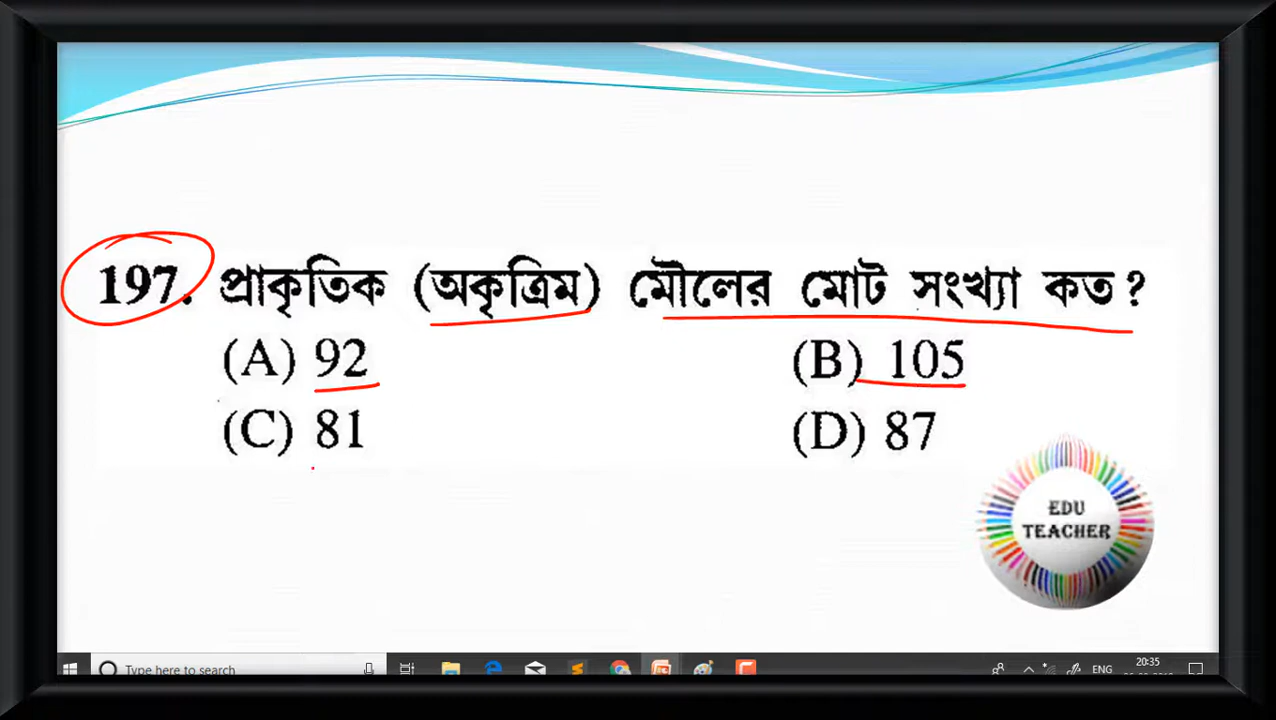 197. প্রাকৃতিক (অকৃত্রিম) মৌলের মোট সংখ্যা কত?
(A) 92 (B) 105
(C) 81 (D) 87
EDU
TEACHER
Type here to search ENG 20:35